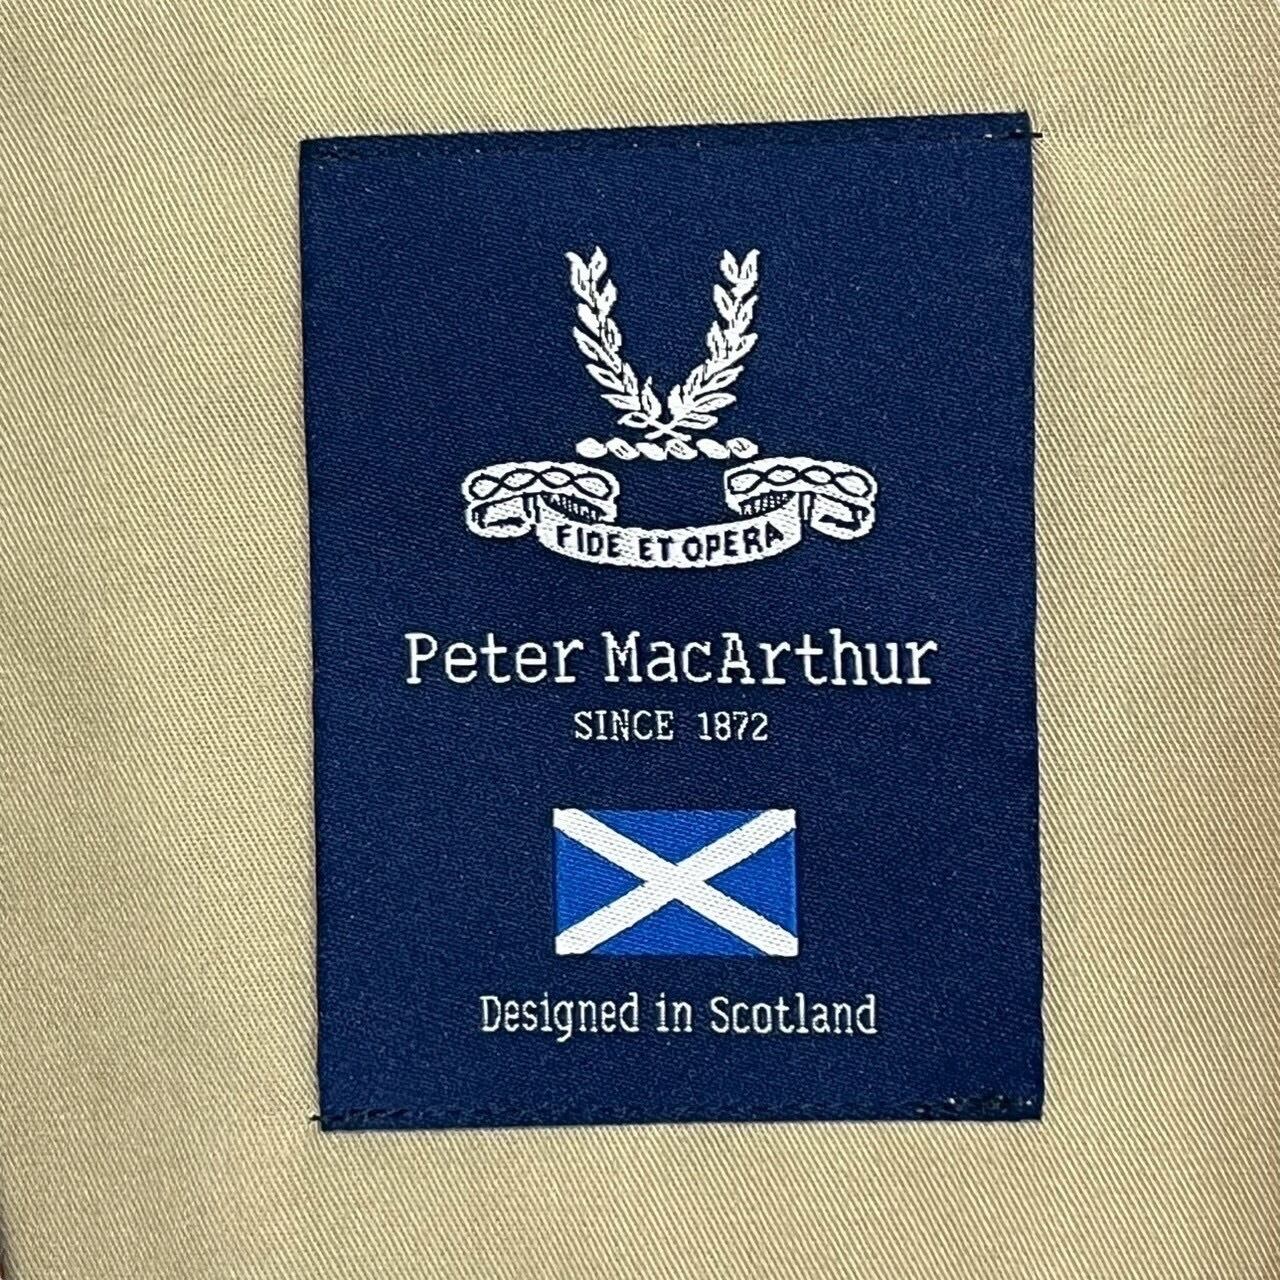 FIDE ET OPERA
Peter MacArthur
SINCE 1872
Designed in Scotland